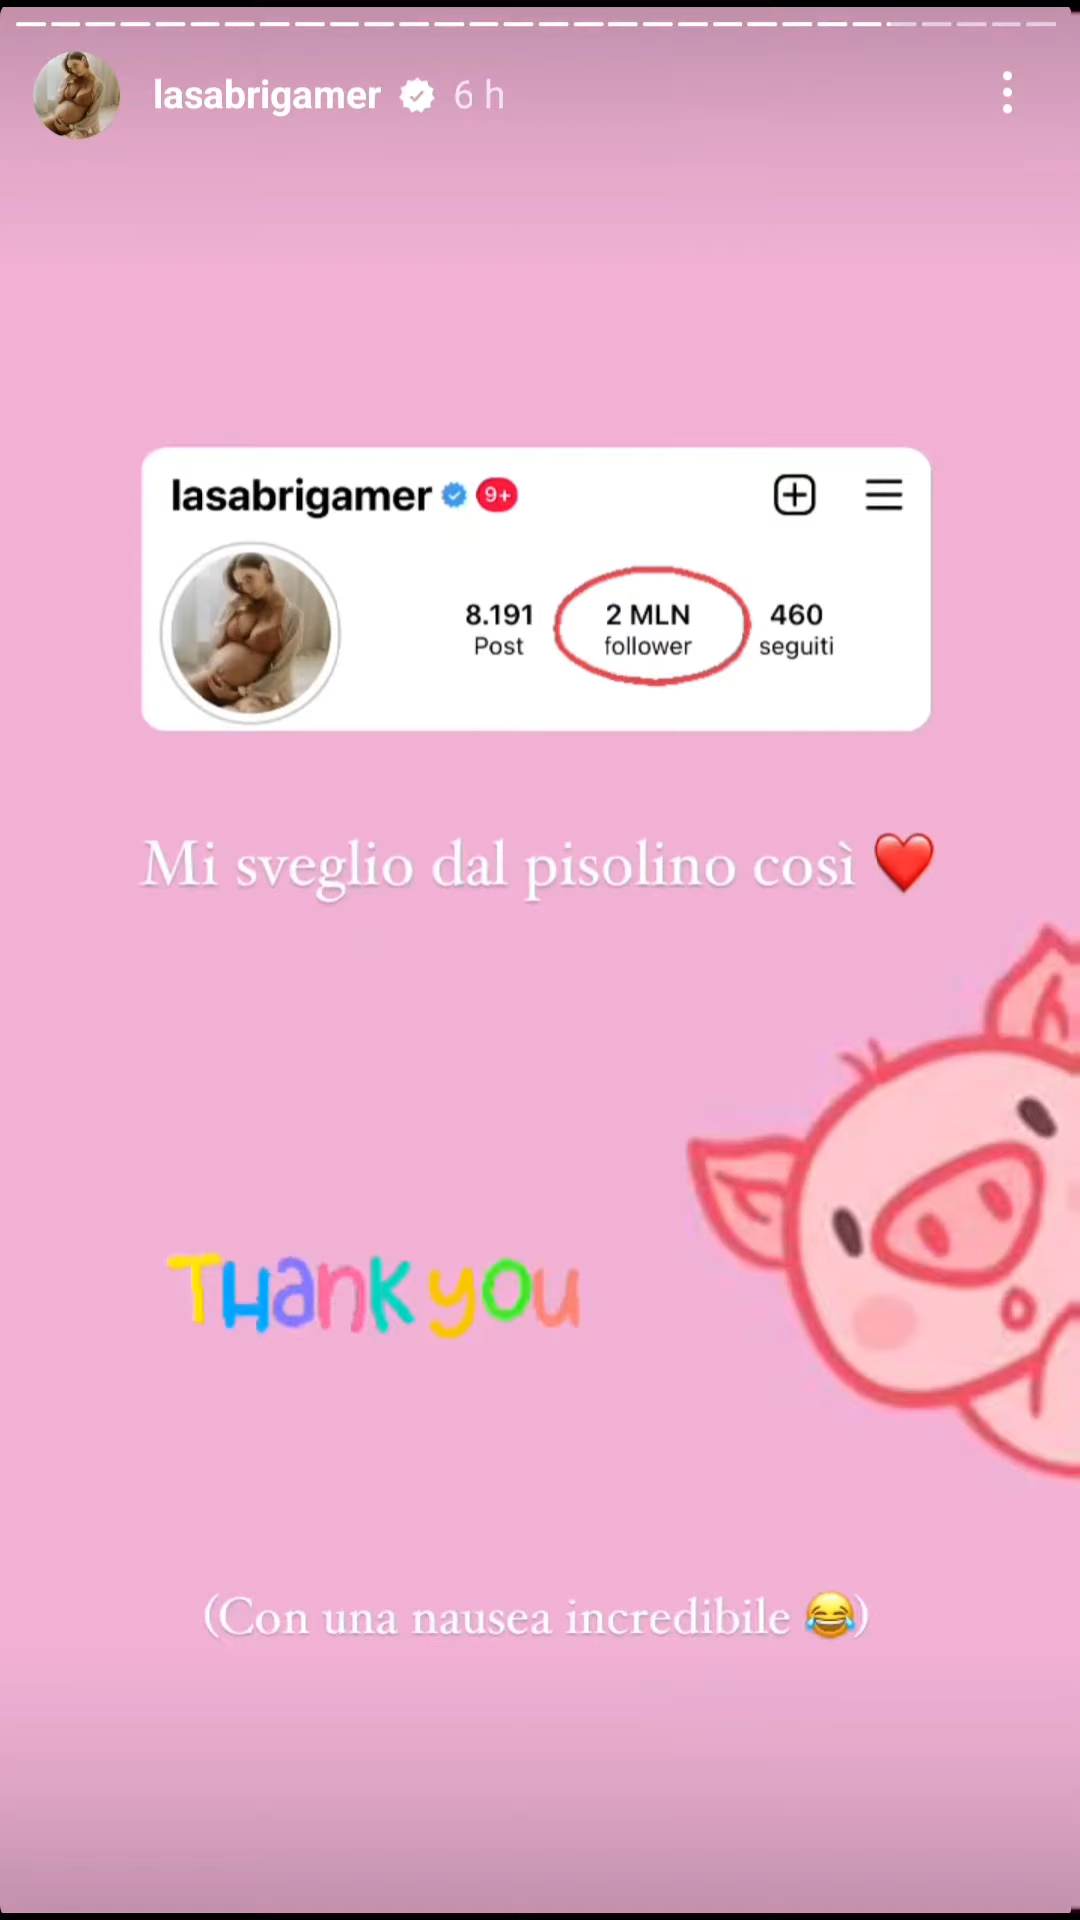 lasabrigamer 6 h
lasabrigamer 9+
8.191 2 MLN 460
Post follower seguiti
Mi sveglio dal pisolino così ❤️
THank you
(Con una nausea incredibile 😂)